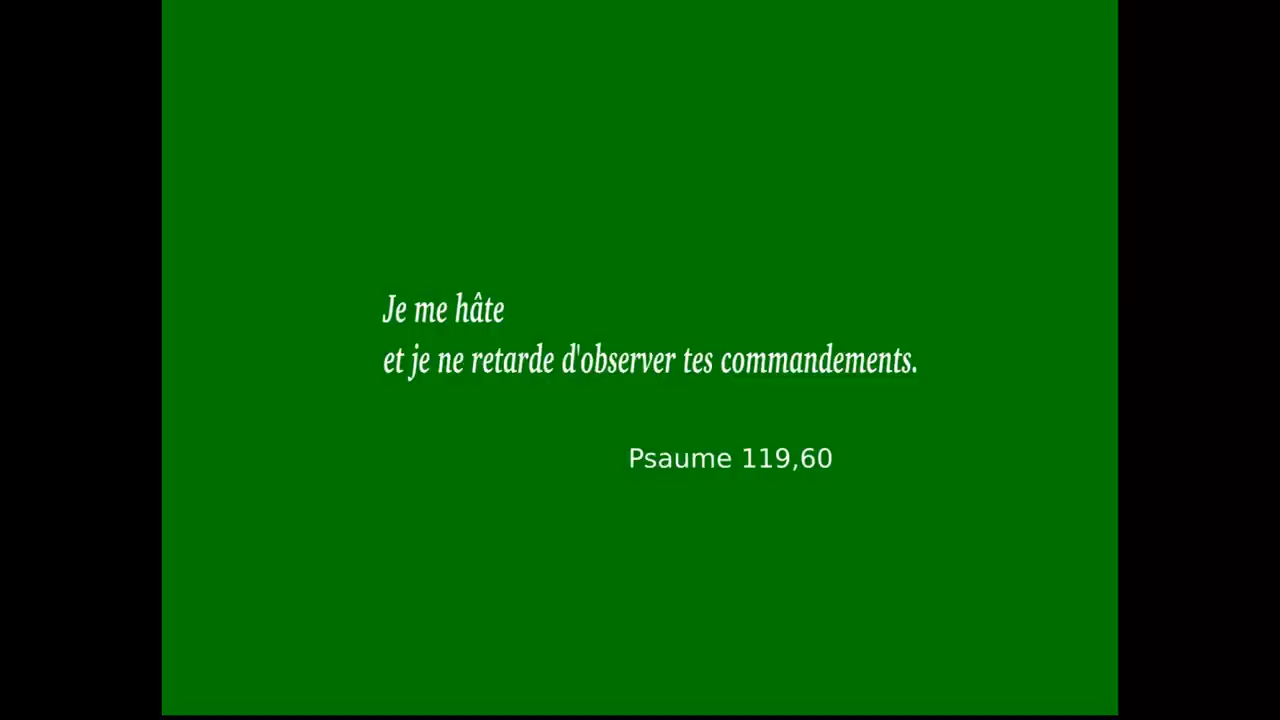 Je me hâte
et je ne retarde d'observer tes commandements.
Psaume 119,60